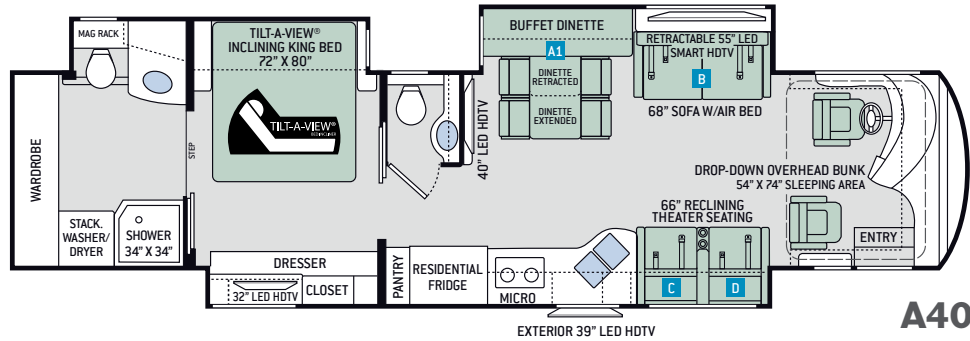 MAG RACK
TILT-A-VIEW®
INCLINING KING BED
72" X 80"
TILT-A-VIEW®
BUFFET DINETTE
A1
DINETTE
RETRACTED
DINETTE
EXTENDED
RETRACTABLE 55" LED
SMART HDTV
B
68" SOFA W/AIR BED
40" LED HDTV
WARDROBE
STEP
DROP-DOWN OVERHEAD BUNK
54" X 74" SLEEPING AREA
66" RECLINING
THEATER SEATING
ENTRY
STACK.
WASHER/
DRYER
SHOWER
34" X 34"
DRESSER
32" LED HDTV
CLOSET
PANTRY
RESIDENTIAL
FRIDGE
MICRO
C
D
EXTERIOR 39" LED HDTV
A40